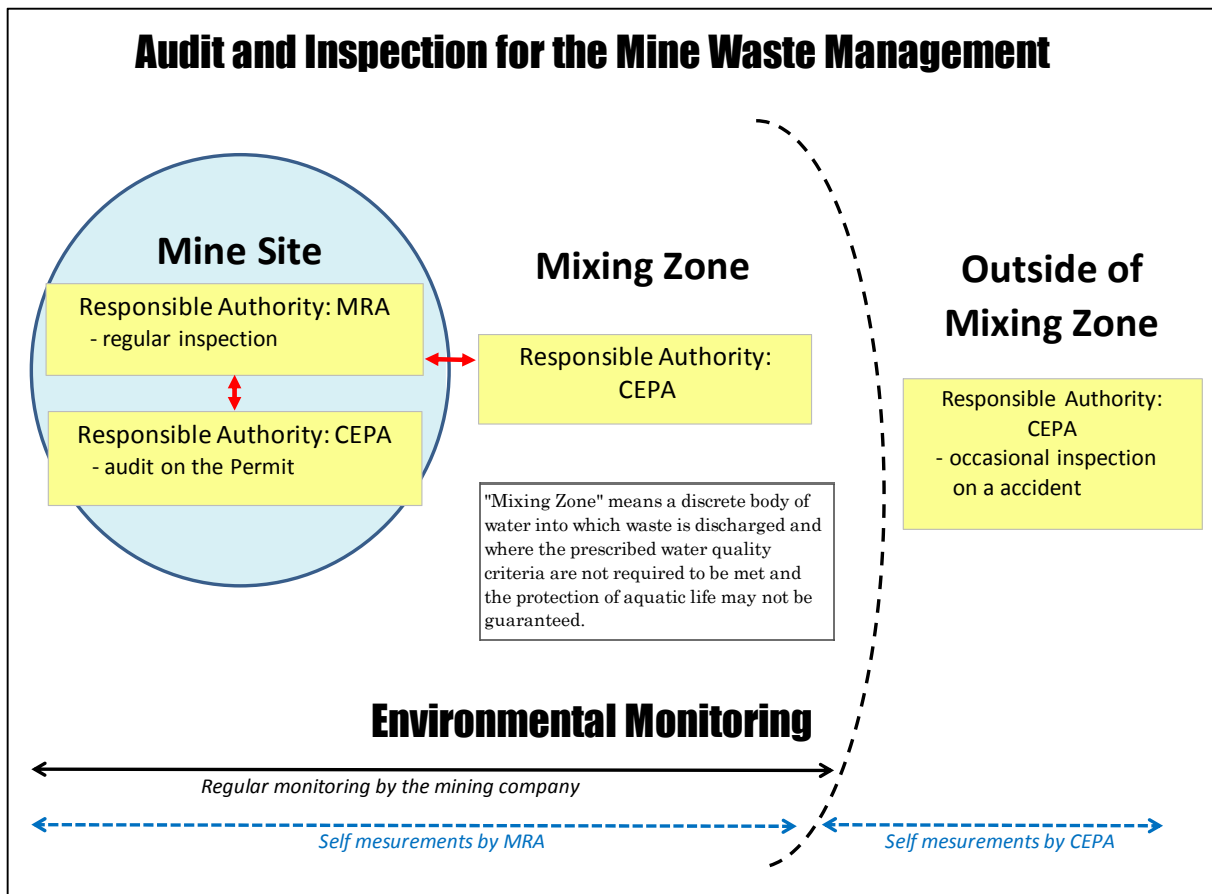 Audit and Inspection for the Mine Waste Management
Mine Site
Responsible Authority: MRA
- regular inspection
Responsible Authority: CEPA
- audit on the Permit
Mixing Zone
Responsible Authority:
CEPA
"Mixing Zone" means a discrete body of
water into which waste is discharged and
where the prescribed water quality
criteria are not required to be met and
the protection of aquatic life may not be
guaranteed.
Outside of
Mixing Zone
Responsible Authority:
CEPA
- occasional inspection
on a accident
Environmental Monitoring
Regular monitoring by the mining company
Self mesurements by MRA
Self mesurements by CEPA